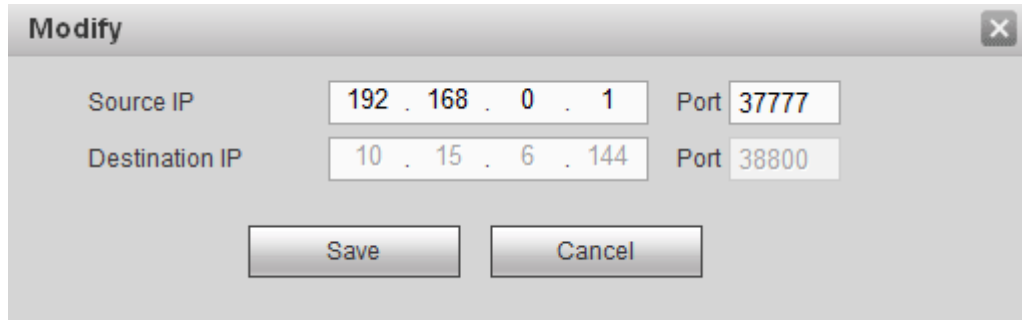 Modify
Source IP 192 . 168 . 0 . 1 Port 37777
Destination IP 10 . 15 . 6 . 144 Port 38800
Save Cancel